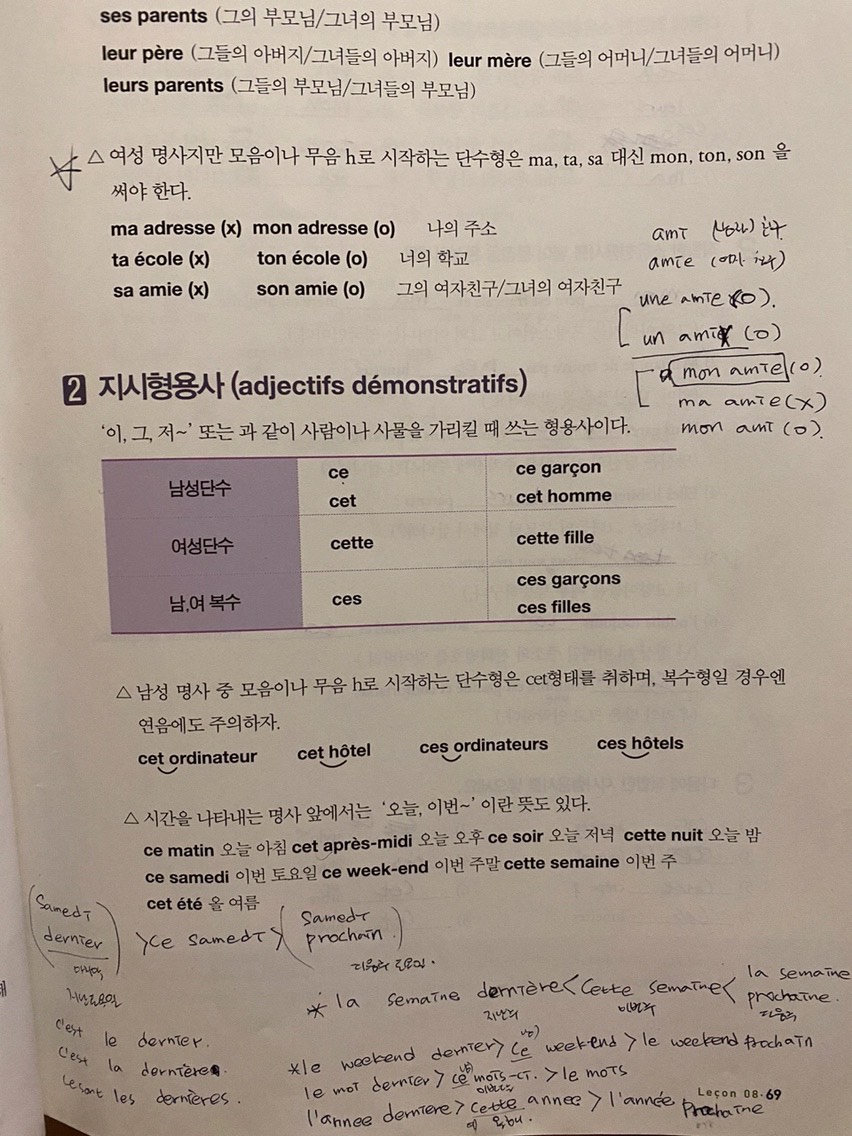 ses parents (그의 부모님/그녀의 부모님)
leur père (그들의 아버지/그녀들의 아버지) leur mère (그들의 어머니/그녀들의 어머니)
leurs parents (그들의 부모님/그녀들의 부모님)
△ 여성 명사지만 모음이나 무음 h로 시작하는 단수형은 ma, ta, sa 대신 mon, ton, son 을
써야 한다.
ma adresse (x) mon adresse (o) 나의 주소
ta école (x) ton école (o) 너의 학교
sa amie (x) son amie (o) 그의 여자친구/그녀의 여자친구
ami (남자) 친구.
amie (여자 친구)
une amie (o).
un ami (o)
mon amie (o)
ma amie (x)
mon ami (o).
2 지시형용사 (adjectifs démonstratifs)
‘이, 그, 저~’ 또는 과 같이 사람이나 사물을 가리킬 때 쓰는 형용사이다.
남성단수 ce ce garçon
cet cet homme
여성단수 cette cette fille
남,여 복수 ces ces garçons
ces filles
△ 남성 명사 중 모음이나 무음 h로 시작하는 단수형은 cet형태를 취하며, 복수형일 경우엔
연음에도 주의하자.
cet ordinateur cet hôtel ces ordinateurs ces hôtels
△ 시간을 나타내는 명사 앞에서는 ‘오늘, 이번~’ 이란 뜻도 있다.
ce matin 오늘 아침 cet après-midi 오늘 오후 ce soir 오늘 저녁 cette nuit 오늘 밤
ce samedi 이번 토요일 ce week-end 이번 주말 cette semaine 이번 주
cet été 올 여름
Samedi dernier > ce samedi > samedi prochain
지난토요일
다음주 토요일.
* la semaine dernière < cette semaine < la semaine prochaine.
지난주 이번주 다음주
c'est le dernier.
c'est la dernière.
ce sont les dernières.
* le weekend dernier > ce weekend > le weekend prochain
le moi dernier > ce mois-ci. > le mois
l'annee derniere > cette annee > l'année prochaine
Leçon 08·69